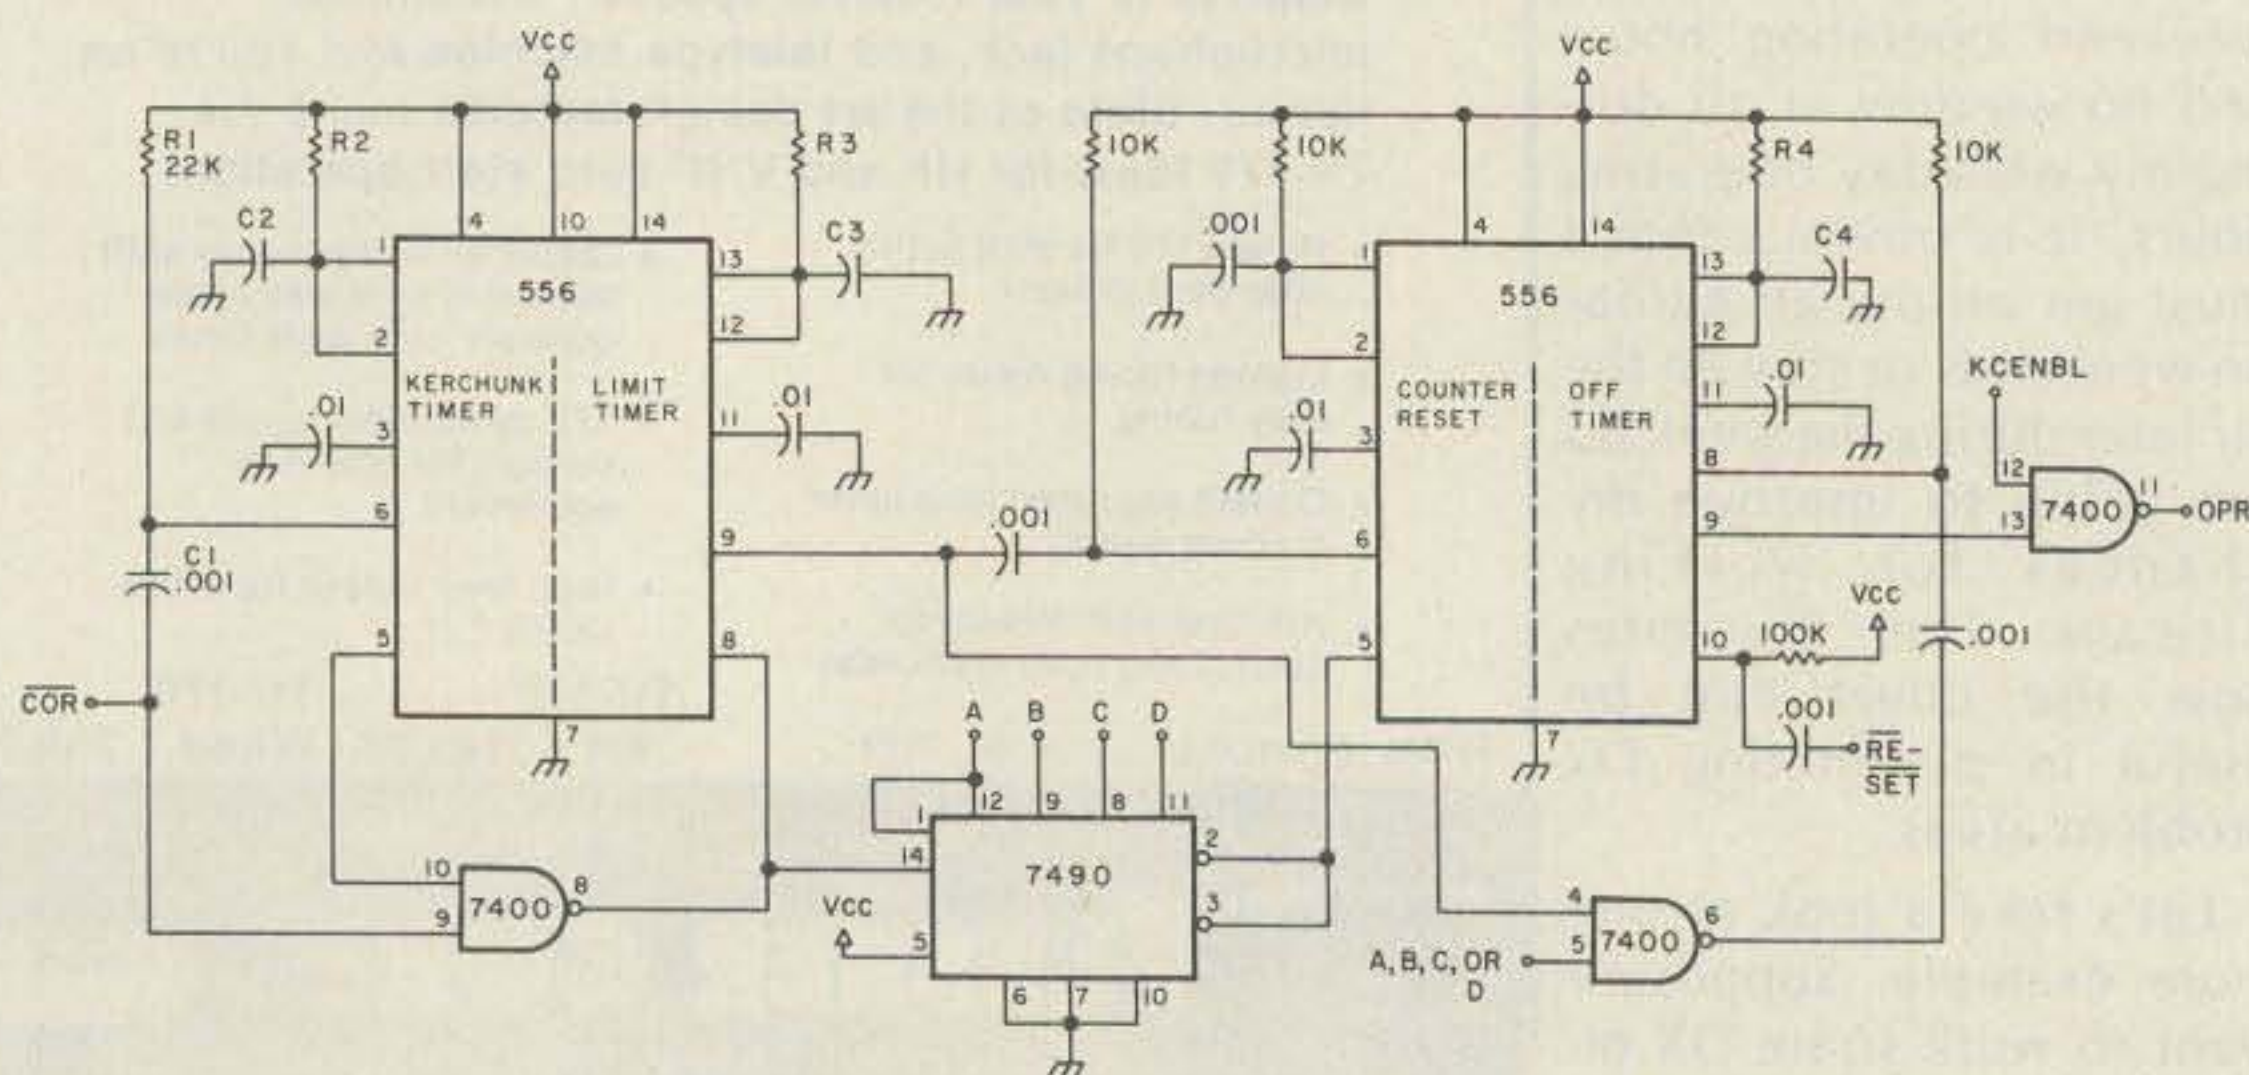 VCC
R1
22K
R2
R3
4
10
14
C2
1
556
13
C3
2
12
KERCHUNK
TIMER
LIMIT
TIMER
.01
3
11
.01
6
9
C1
.001
5
8
COR
7
10
9
7400
8
VCC
10K
10K
R4
10K
4
14
.001
1
556
13
C4
2
12
COUNTER
RESET
OFF
TIMER
.01
3
11
.01
8
KCENBL
12
13
7400
11
OPR
9
.001
6
5
10
100K
VCC
.001
.001
RE-
SET
7
A
B
C
D
12
9
8
11
1
14
7490
2
3
VCC
5
6
7
10
4
5
7400
6
A, B, C, OR
D